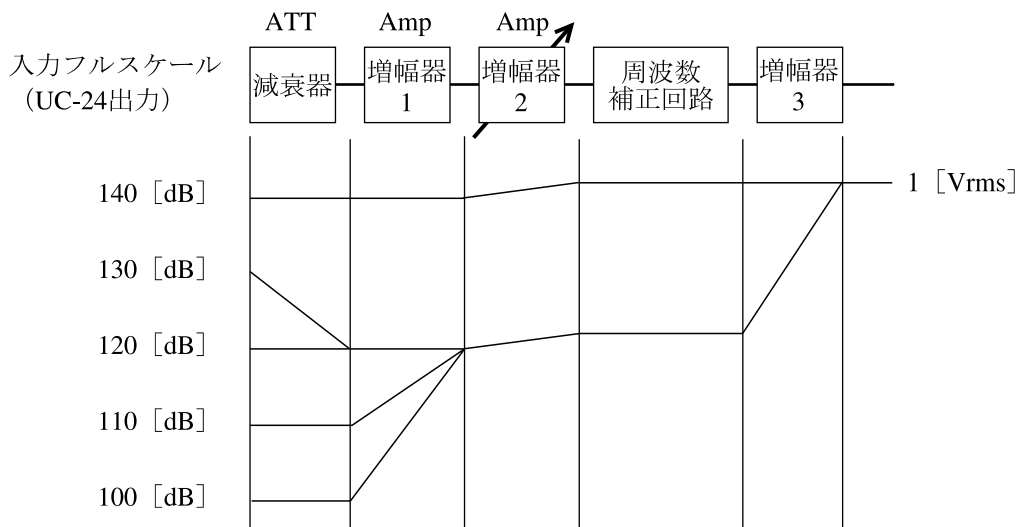 ATT
Amp
Amp
入力フルスケール
（UC-24出力）
減衰器
増幅器
1
増幅器
2
周波数
補正回路
増幅器
3
140［dB］
1［Vrms］
130［dB］
120［dB］
110［dB］
100［dB］